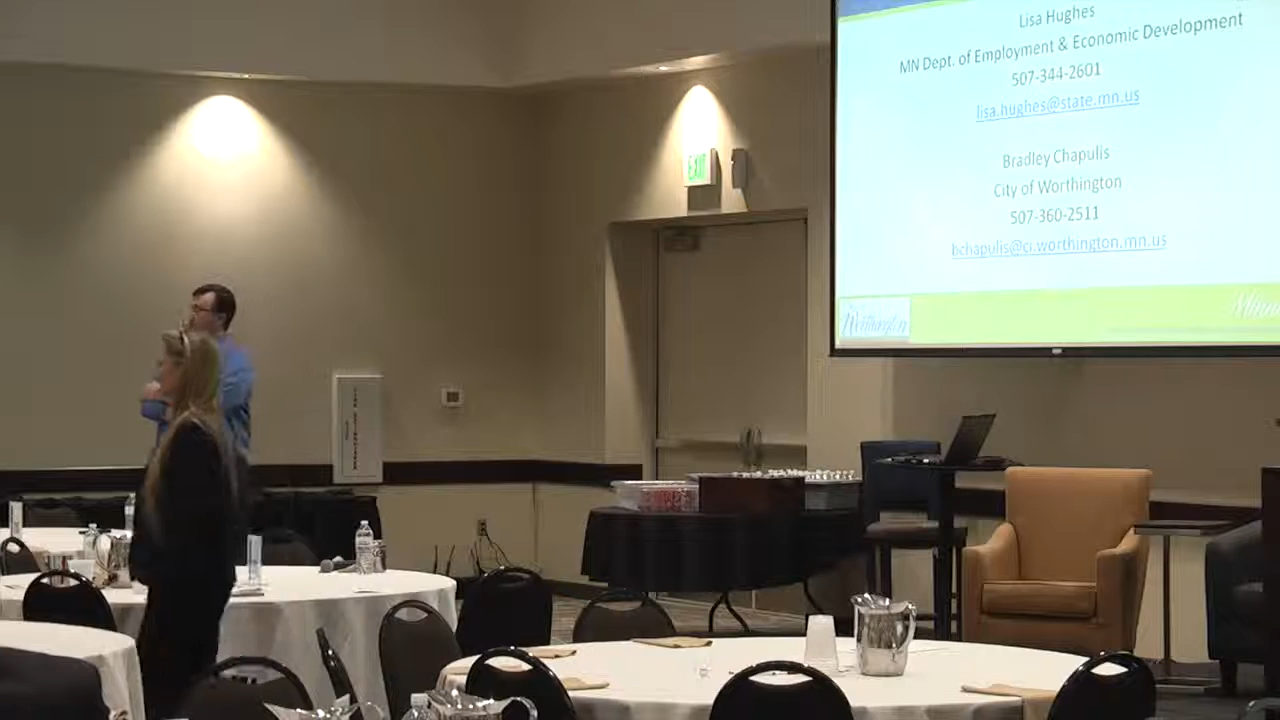 Lisa Hughes
MN Dept. of Employment & Economic Development
507-344-2601
lisa.hughes@state.mn.us
Bradley Chapulis
City of Worthington
507-360-2511
bchapulis@ci.worthington.mn.us
Worthington
EXIT